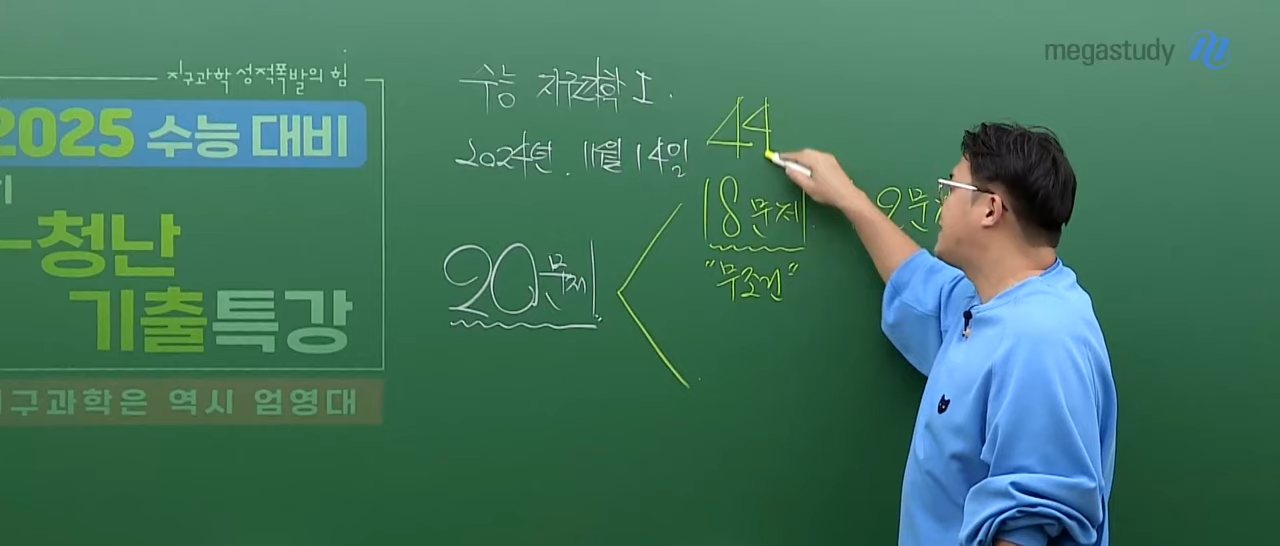 megastudy
지구과학 성적폭발의 힘
2025 수능 대비
청난
기출특강
구과학은 역시 엄영대
수능 지구과학 I.
2024년. 11월 14일
44
20문제
18문제
"무조건"
2문제